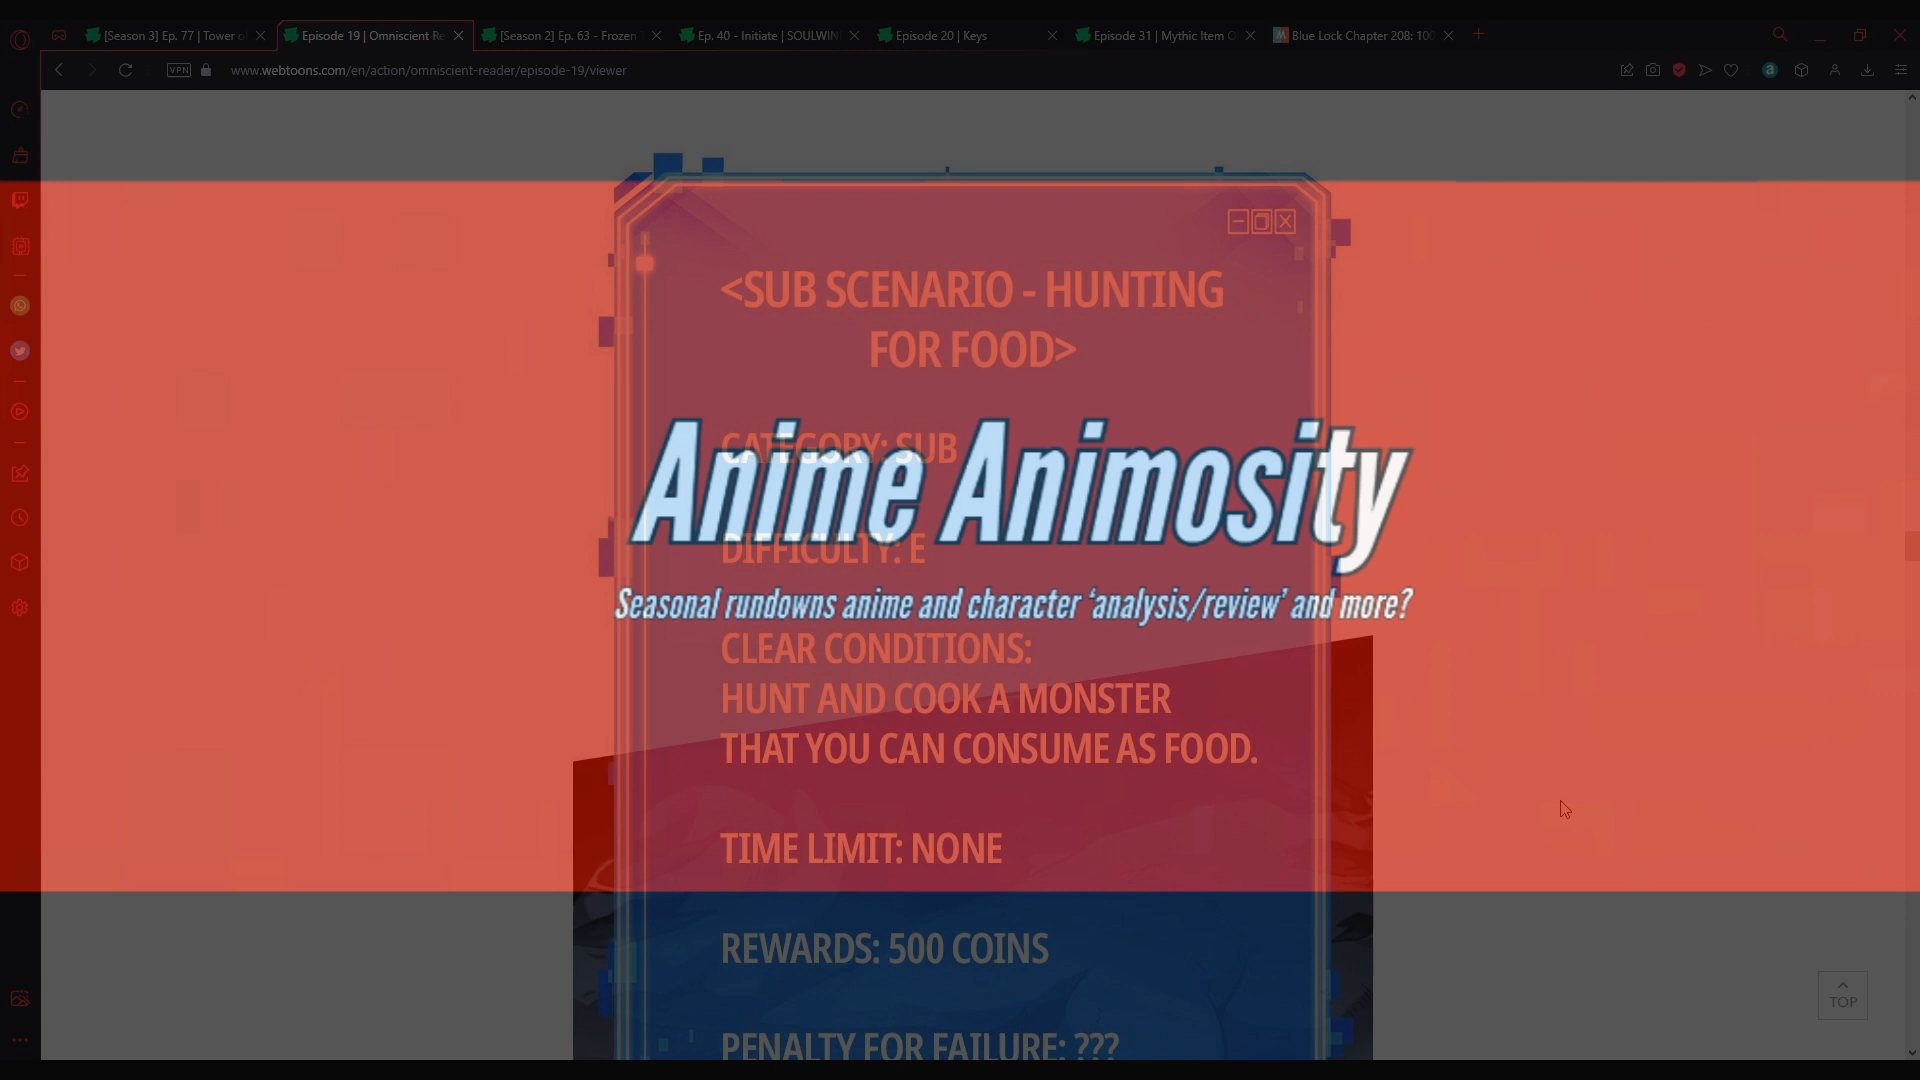 [Season 3] Ep. 77 | Tower o
Episode 19 | Omniscient Re
[Season 2] Ep. 63 - Frozen T
Ep. 40 - Initiate | SOULWIN
Episode 20 | Keys
Episode 31 | Mythic Item O
Blue Lock Chapter 208: 100
VPN
www.webtoons.com/en/action/omniscient-reader/episode-19/viewer
<SUB SCENARIO - HUNTING
FOR FOOD>
CATEGORY: SUB
Anime Animosity
DIFFICULTY: E
Seasonal rundowns anime and character 'analysis/review' and more?
CLEAR CONDITIONS:
HUNT AND COOK A MONSTER
THAT YOU CAN CONSUME AS FOOD.
TIME LIMIT: NONE
REWARDS: 500 COINS
TOP
PENALTY FOR FAILURE: ???